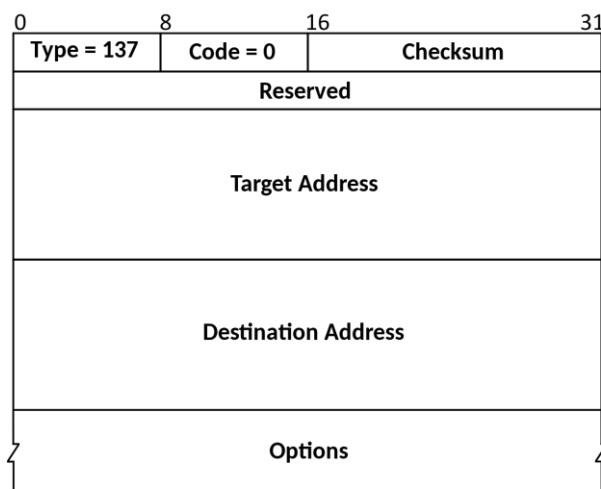 0 8 16 31
Type = 137 Code = 0 Checksum
Reserved
Target Address
Destination Address
Options